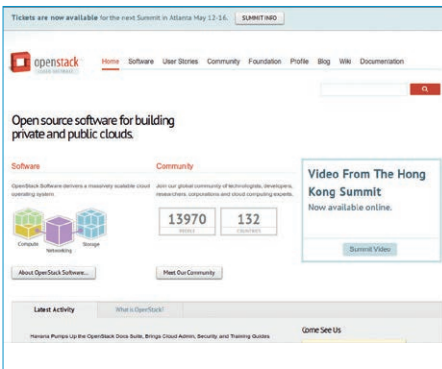 Tickets are now available for the next Summit in Atlanta May 12-16. SUMMIT INFO
openstack
CLOUD SOFTWARE
Home Software User Stories Community Foundation Profile Blog Wiki Documentation
Open source software for building
private and public clouds.
Software
OpenStack Software delivers a massively scalable cloud
operating system
Compute
Networking
Storage
About OpenStack Software...
Community
Join our global community of technologists, developers,
researchers, corporations and cloud computing experts.
13970
PEOPLE
132
COUNTRIES
Meet Our Community
Video From The Hong
Kong Summit
Now available online.
Summit Video
Latest Activity What is OpenStack?
Havana Pumps Up the OpenStack Docs Suite, Brings Cloud Admin, Security, and Training Guides
Come See Us